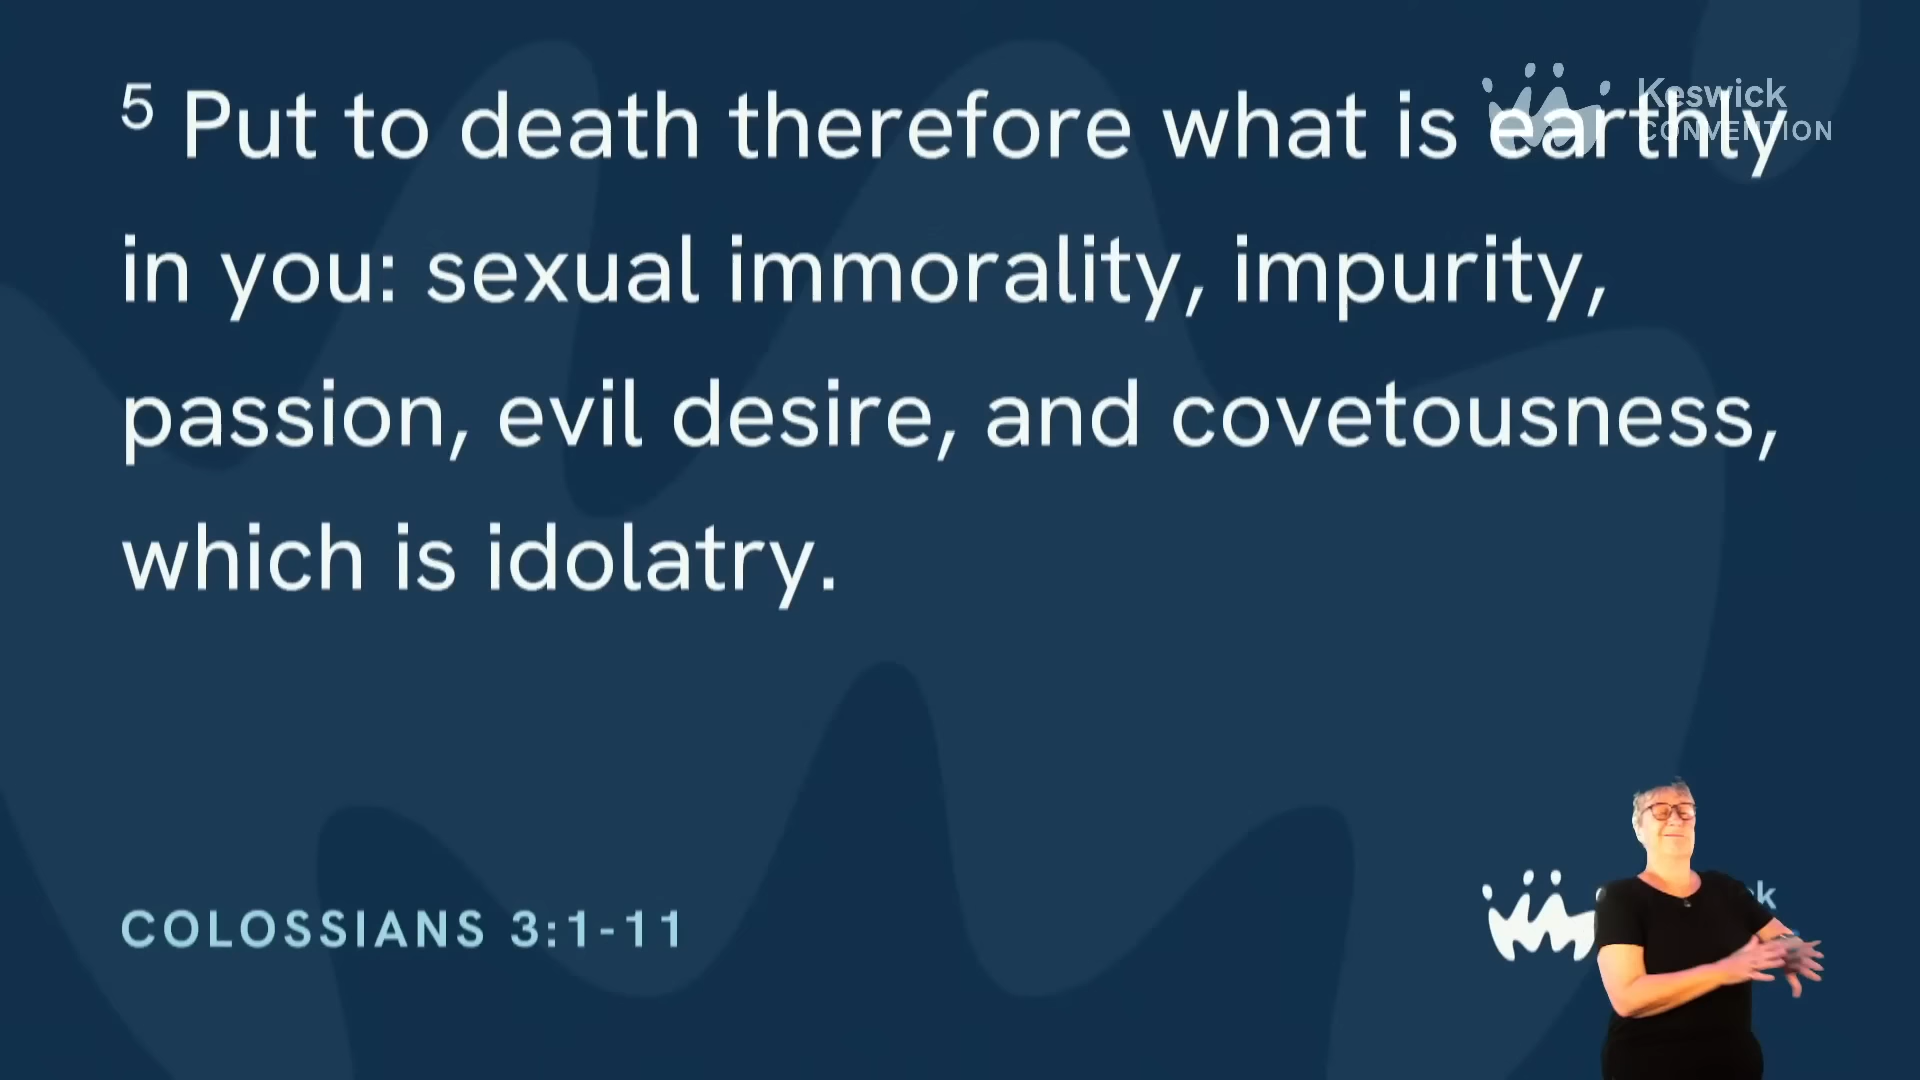 5 Put to death therefore what is earthly
in you: sexual immorality, impurity,
passion, evil desire, and covetousness,
which is idolatry.
Keswick
CONVENTION
COLOSSIANS 3:1-11